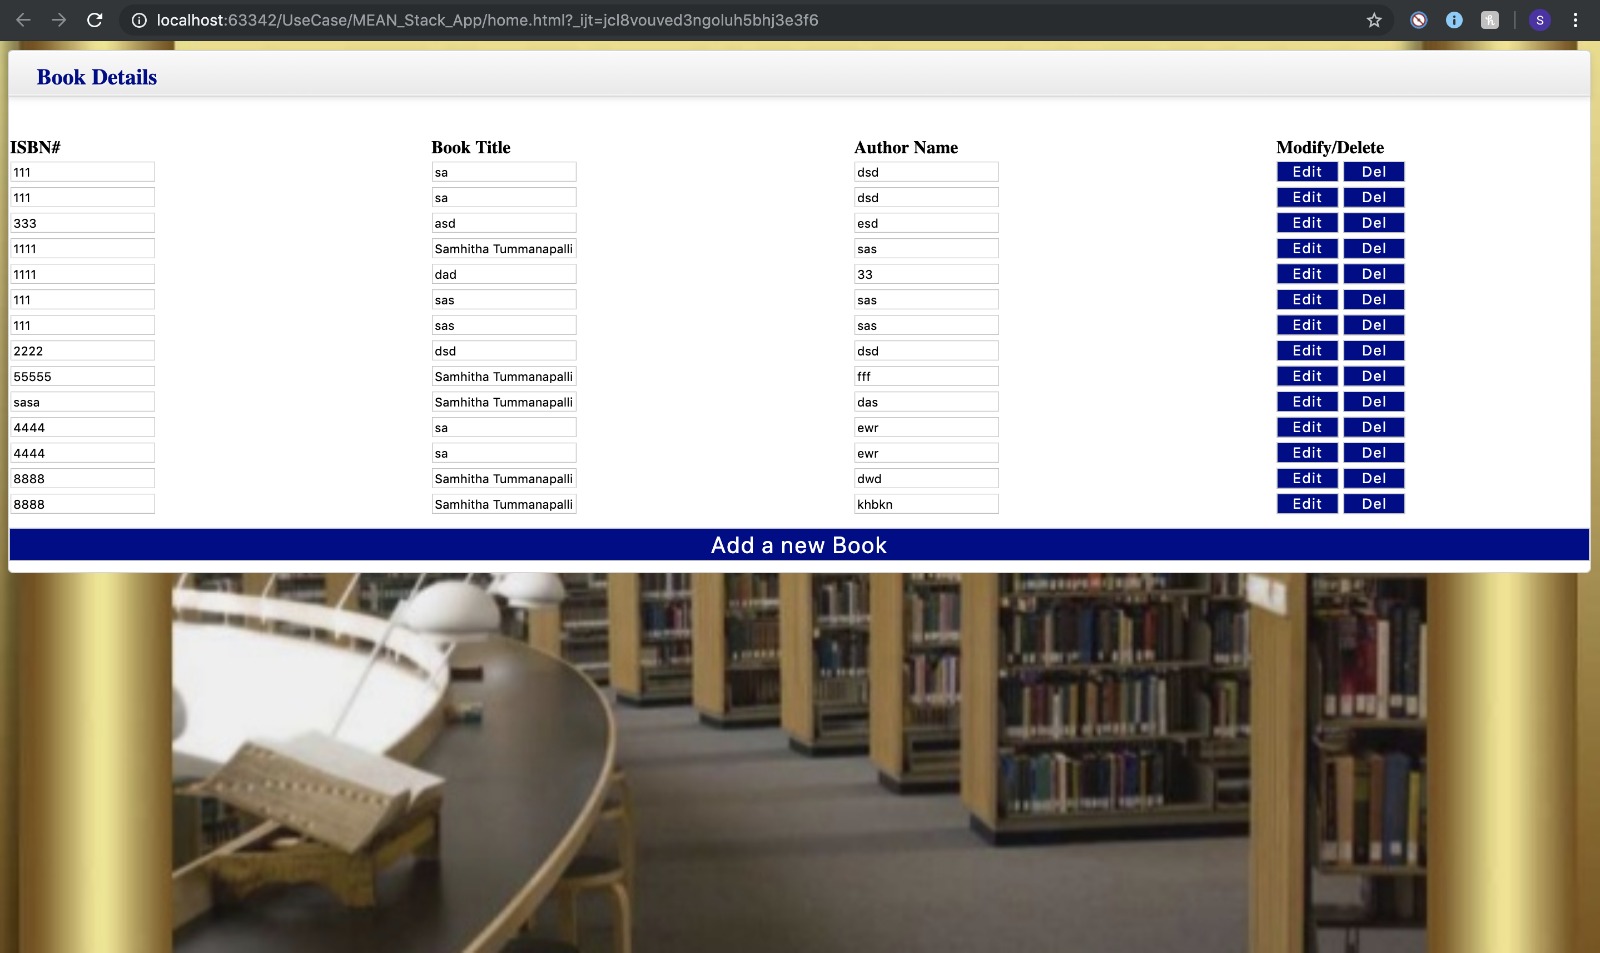 localhost:63342/UseCase/MEAN_Stack_App/home.html?_ijt=jcl8vouved3ngoluh5bhj3e3f6 S
Book Details
ISBN# Book Title Author Name Modify/Delete
111 sa dsd Edit Del
111 sa dsd Edit Del
333 asd esd Edit Del
1111 Samhitha Tummanapalli sas Edit Del
1111 dad 33 Edit Del
111 sas sas Edit Del
111 sas sas Edit Del
2222 dsd dsd Edit Del
55555 Samhitha Tummanapalli fff Edit Del
sasa Samhitha Tummanapalli das Edit Del
4444 sa ewr Edit Del
4444 sa ewr Edit Del
8888 Samhitha Tummanapalli dwd Edit Del
8888 Samhitha Tummanapalli khbkn Edit Del
Add a new Book